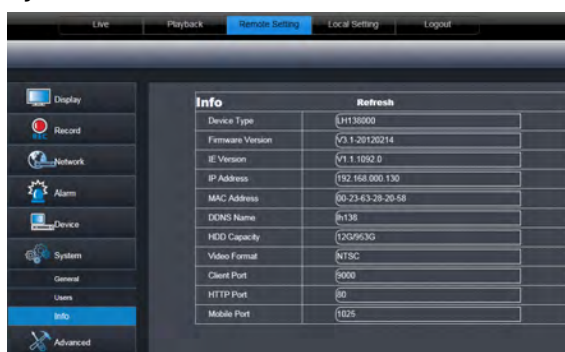 Live Playback Remote Setting Local Setting Logout
Display
Record
Network
Alarm
Device
System
General
Users
Info
Advanced
Info Refresh
Device Type LH138000
Firmware Version V3.1-20120214
IE Version V1.1.1092.0
IP Address 192.168.000.130
MAC Address 00-23-63-28-20-58
DDNS Name lh138
HDD Capacity 12G/953G
Video Format NTSC
Client Port 9000
HTTP Port 80
Mobile Port 1025